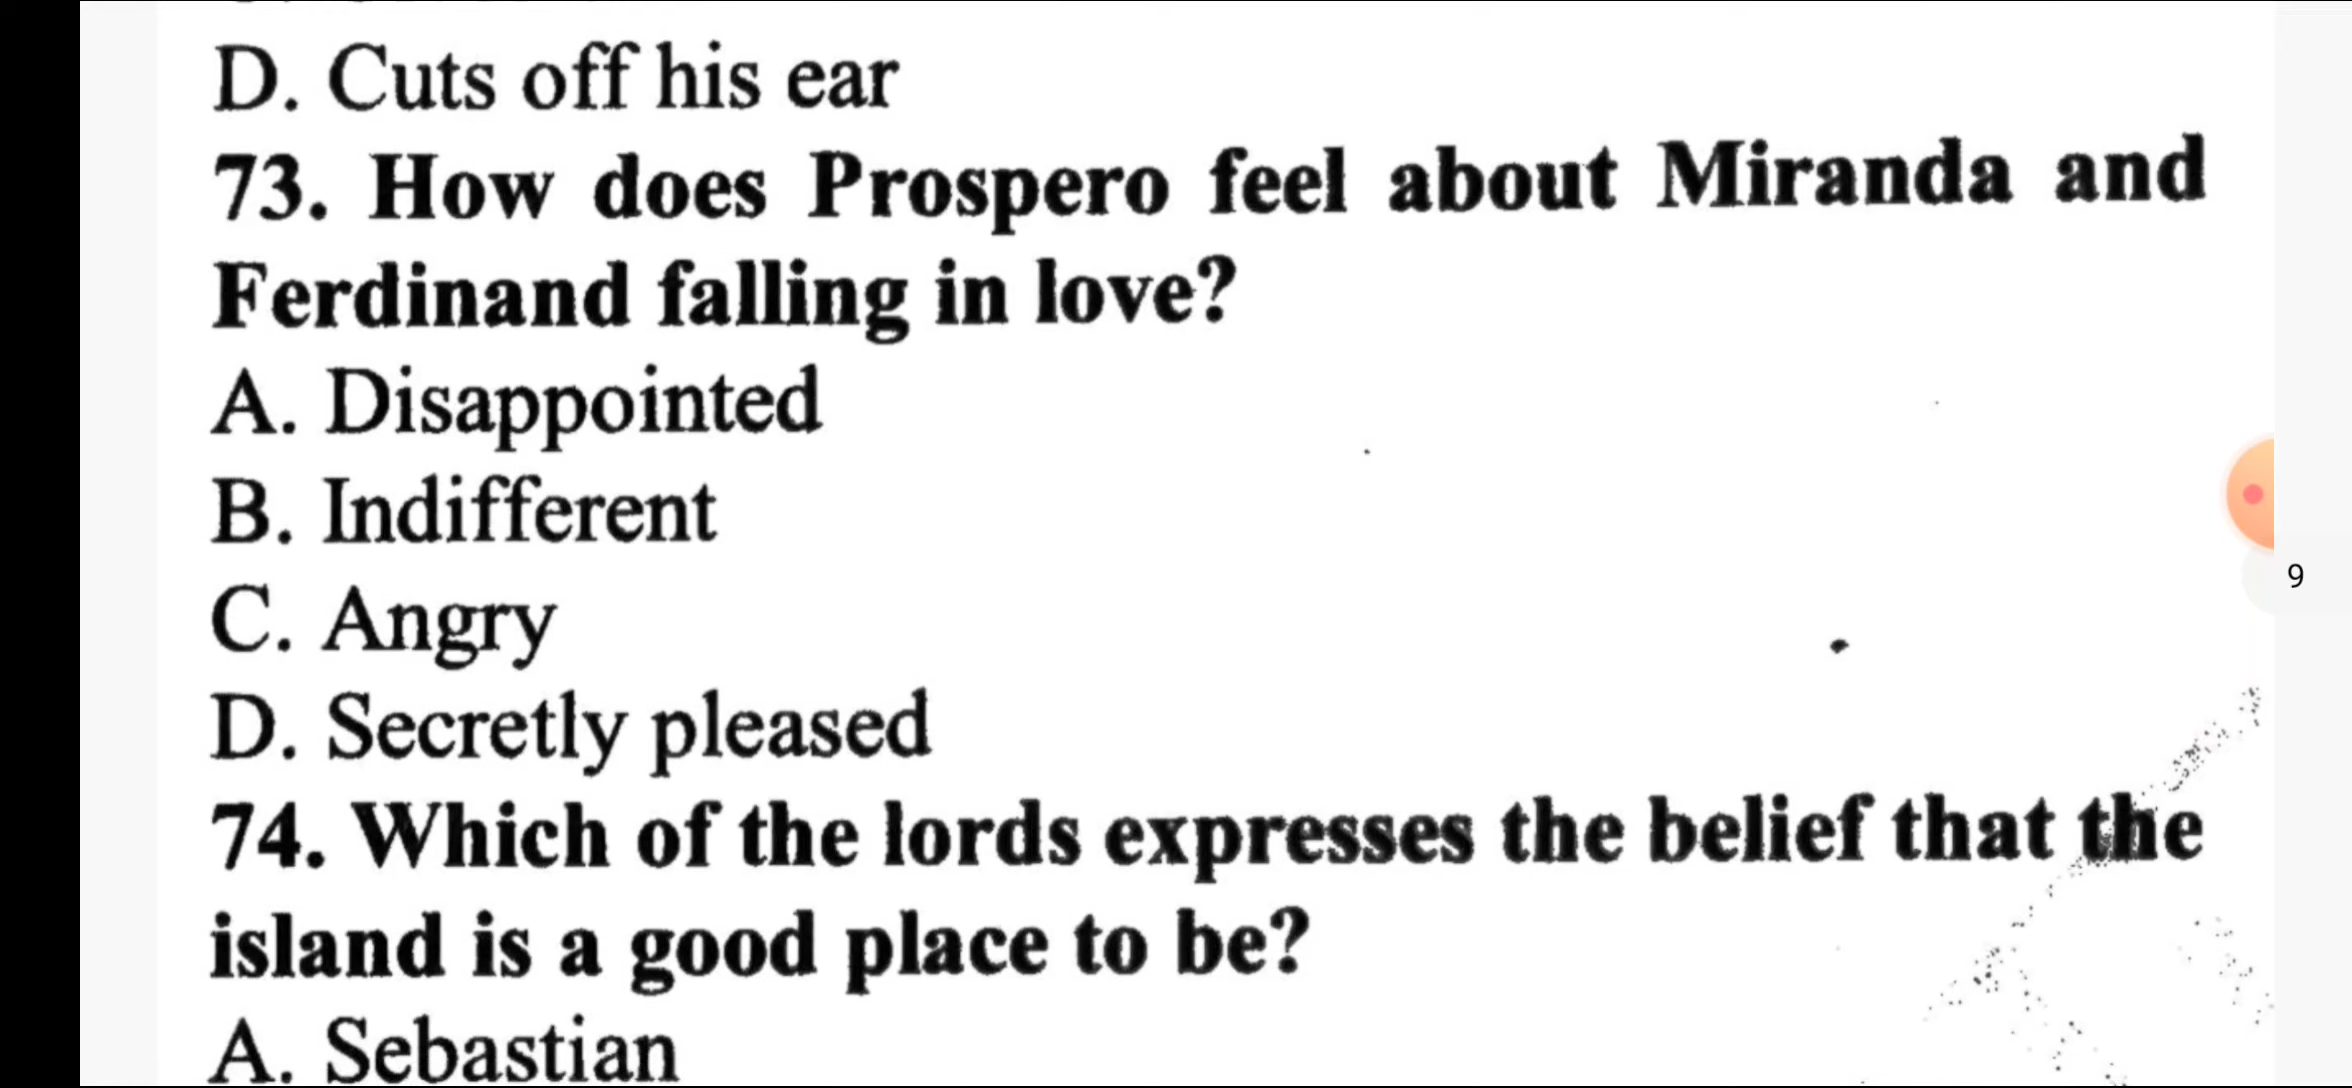 D. Cuts off his ear
73. How does Prospero feel about Miranda and
Ferdinand falling in love?
A. Disappointed
B. Indifferent
C. Angry
D. Secretly pleased
9
74. Which of the lords expresses the belief that the
island is a good place to be?
A. Sebastian